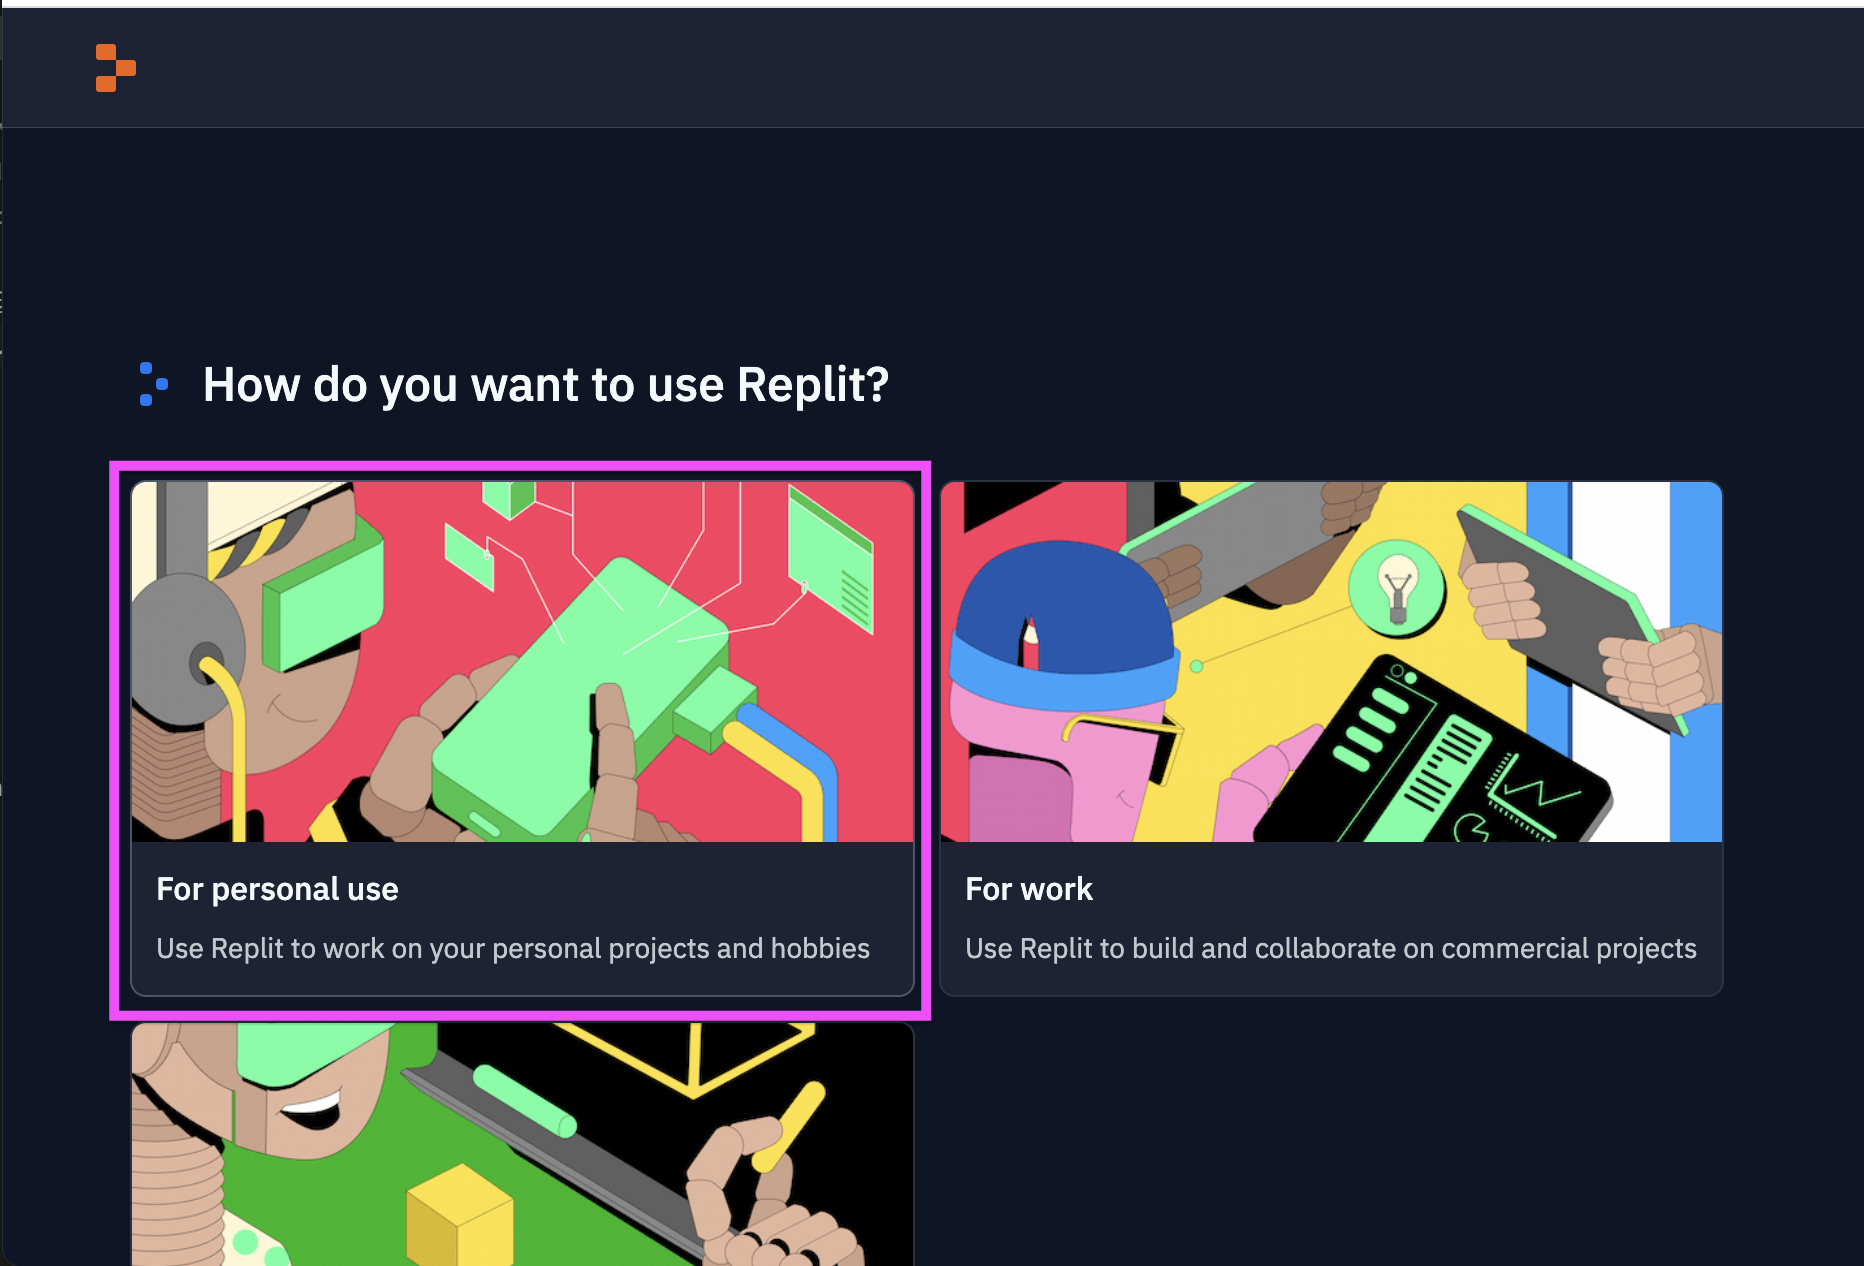 How do you want to use Replit?
For personal use
Use Replit to work on your personal projects and hobbies
For work
Use Replit to build and collaborate on commercial projects